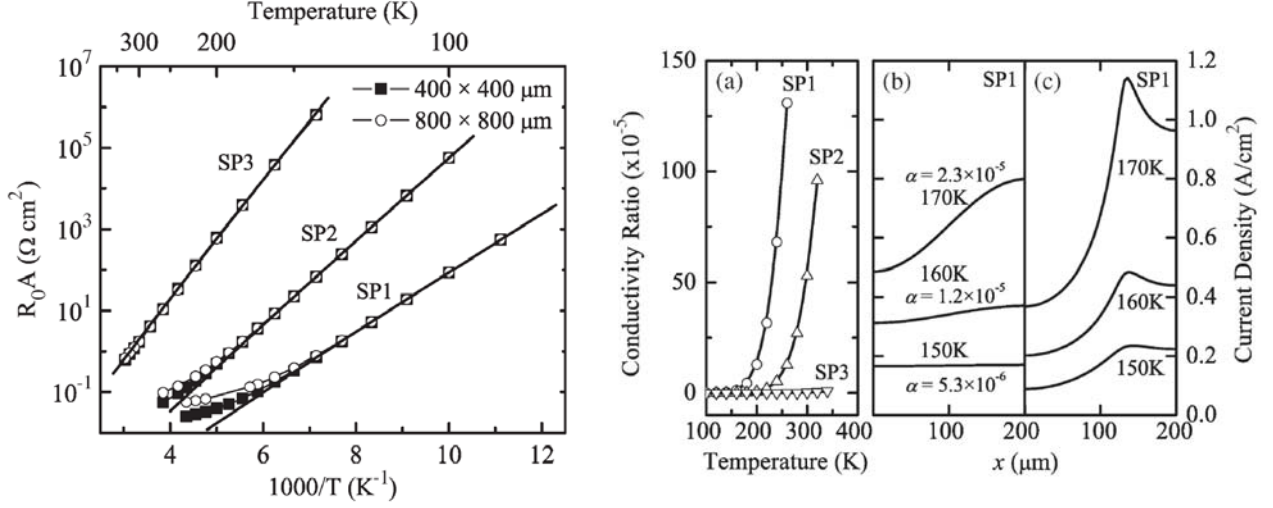 Temperature (K)
300 200 100
10^7
10^5
10^3
10^1
10^-1
R0A (Ω cm^2)
400 × 400 μm
800 × 800 μm
SP3
SP2
SP1
4 6 8 10 12
1000/T (K^-1)
150
100
50
0
Conductivity Ratio (x10^-5)
(a)
SP1
SP2
SP3
100 200 300 400
Temperature (K)
(b) SP1
α = 2.3×10^-5
170K
160K
α = 1.2×10^-5
150K
α = 5.3×10^-6
0 100 200
(c) SP1
170K
160K
150K
0 100 200
x (μm)
1.2
1.0
0.8
0.6
0.4
0.2
0.0
Current Density (A/cm^2)